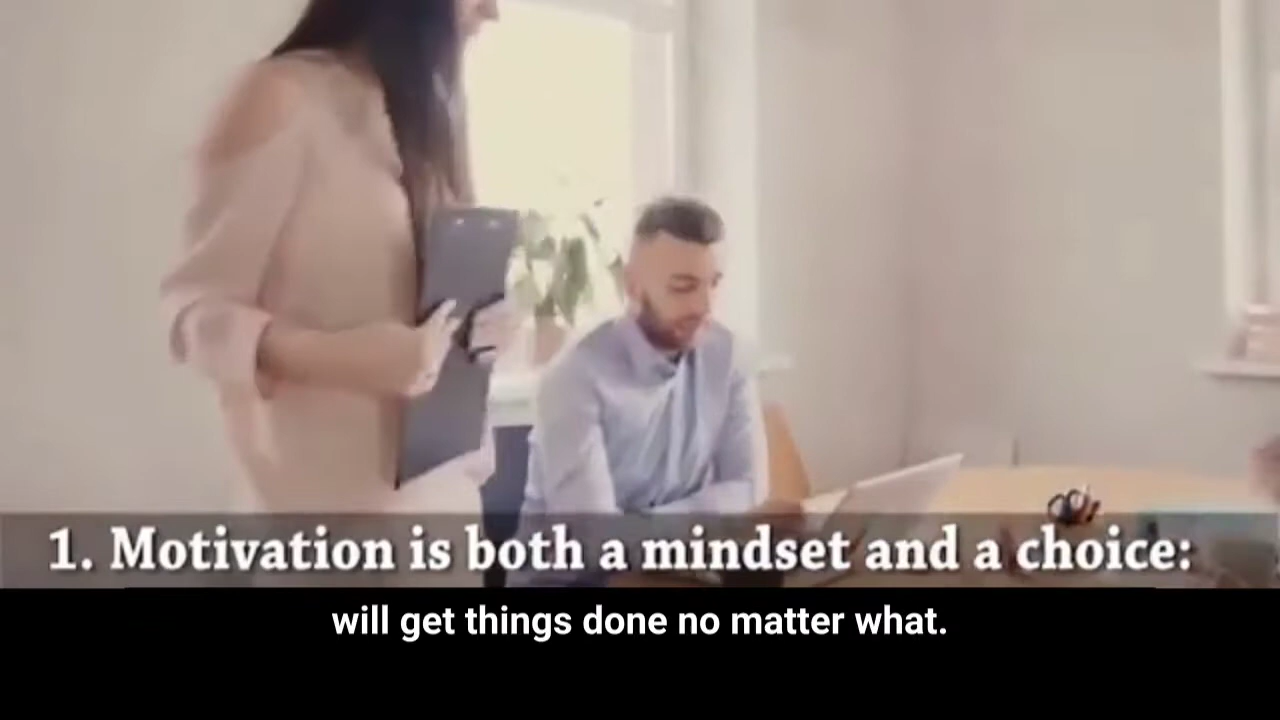 1. Motivation is both a mindset and a choice:
will get things done no matter what.